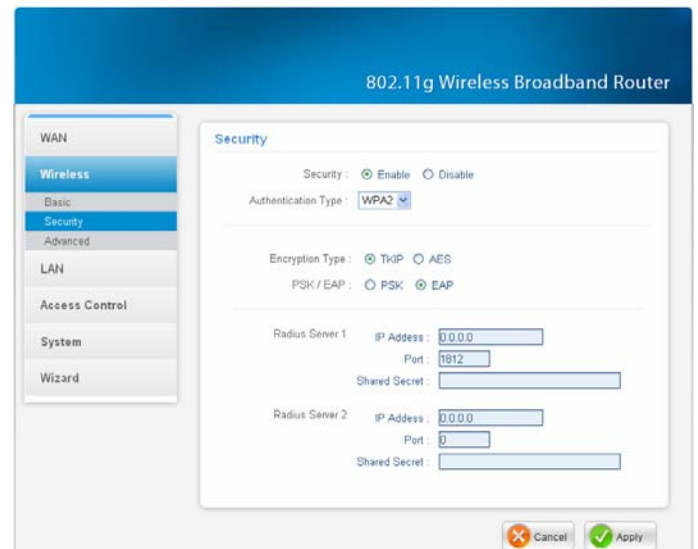 802.11g Wireless Broadband Router
WAN
Wireless
Basic
Security
Advanced
LAN
Access Control
System
Wizard
Security
Security : Enable Disable
Authentication Type : WPA2
Encryption Type : TKIP AES
PSK / EAP : PSK EAP
Radius Server 1 IP Addess : 0.0.0.0
Port : 1812
Shared Secret :
Radius Server 2 IP Addess : 0.0.0.0
Port : 0
Shared Secret :
Cancel Apply